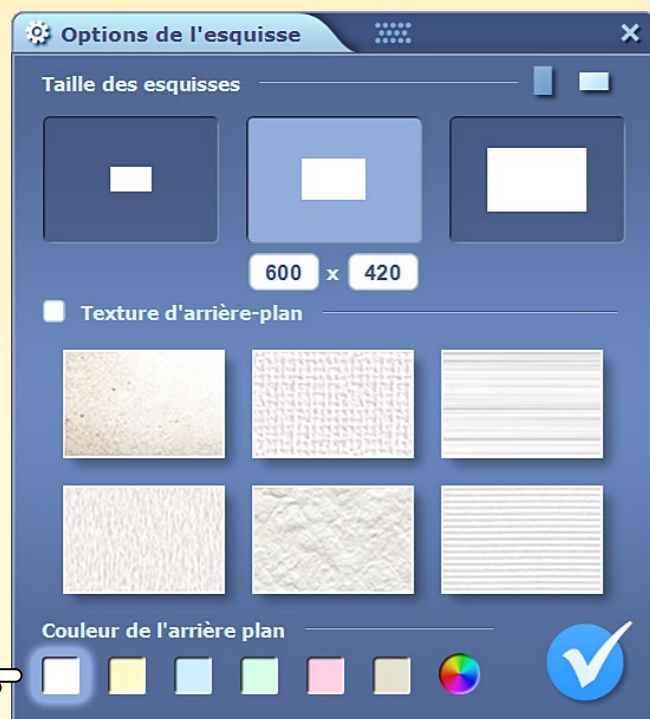 Options de l'esquisse
Taille des esquisses
600 x 420
Texture d'arrière-plan
Couleur de l'arrière plan